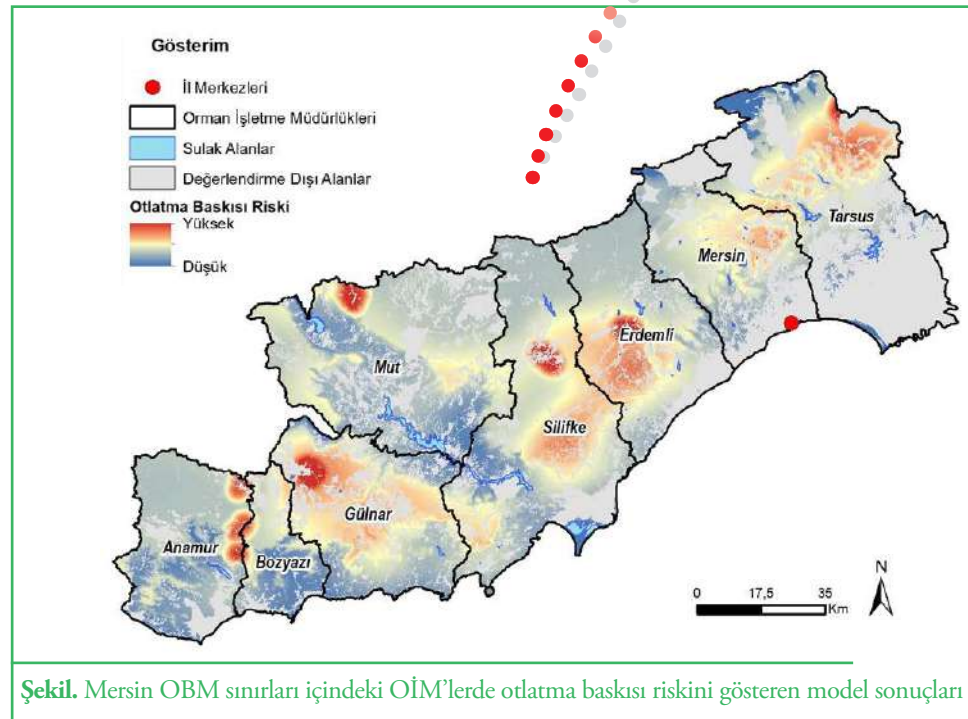 Gösterim
İl Merkezleri
Orman İşletme Müdürlükleri
Sulak Alanlar
Değerlendirme Dışı Alanlar
Otlatma Baskısı Riski
Yüksek
Düşük
Tarsus
Mersin
Erdemli
Mut
Silifke
Gülnar
Anamur
Bozyazı
N
0 17,5 35
Km
Şekil. Mersin OBM sınırları içindeki OİM’lerde otlatma baskısı riskini gösteren model sonuçları